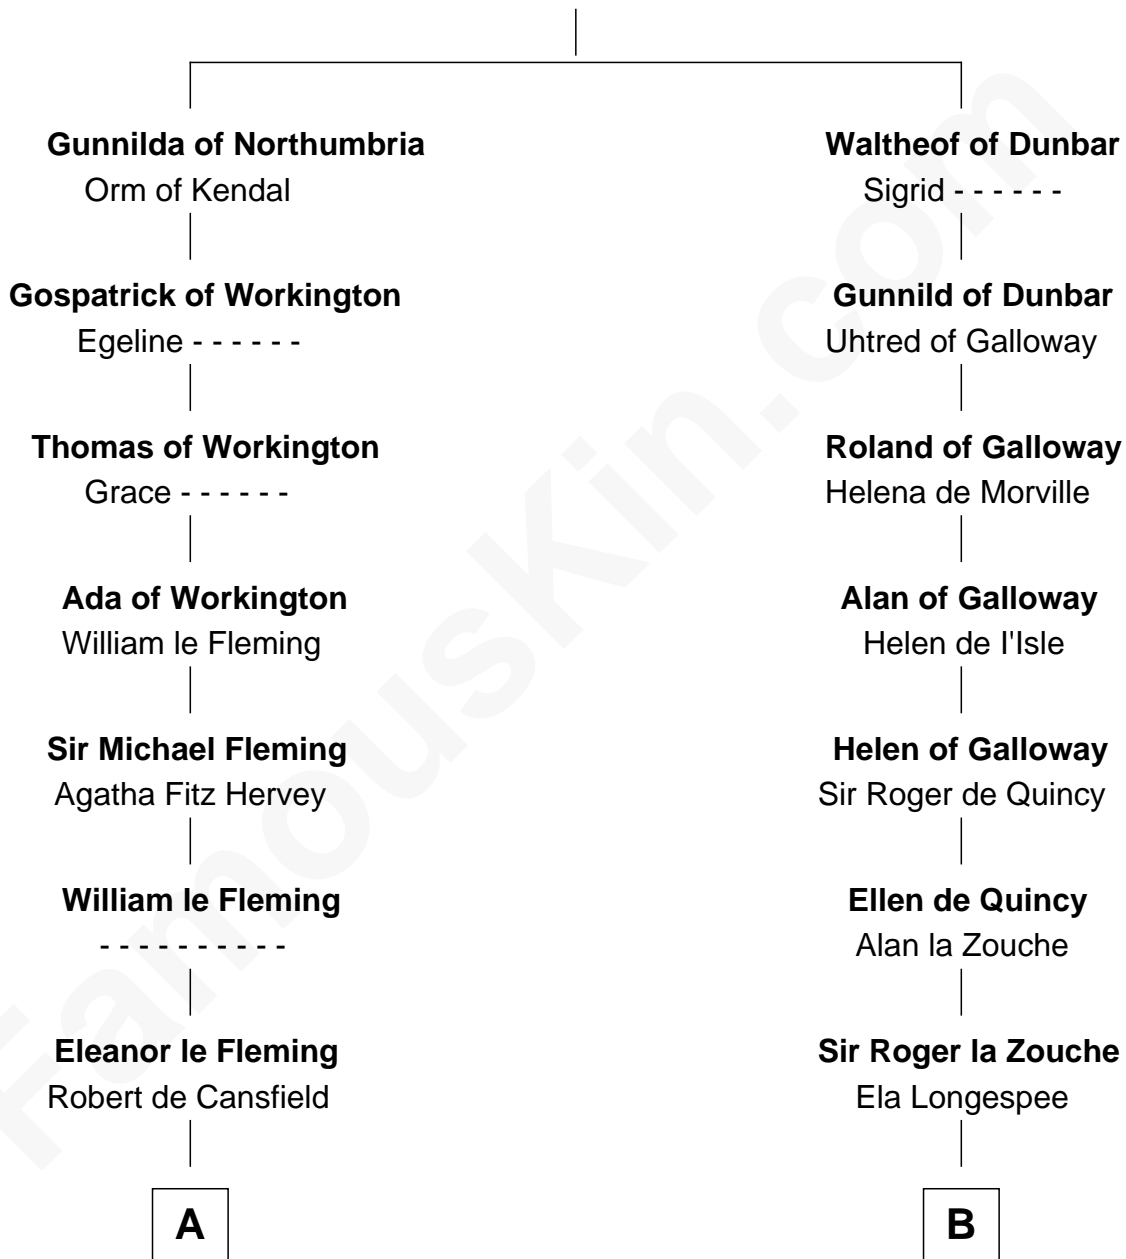 Gunnilda of Northumbria
Orm of Kendal
Gospatrick of Workington
Egeline - - - - - -
Thomas of Workington
Grace - - - - - -
Ada of Workington
William le Fleming
Sir Michael Fleming
Agatha Fitz Hervey
William le Fleming
- - - - - - - - - -
Eleanor le Fleming
Robert de Cansfield
A
Waltheof of Dunbar
Sigrid - - - - - -
Gunnild of Dunbar
Uhtred of Galloway
Roland of Galloway
Helena de Morville
Alan of Galloway
Helen de I'Isle
Helen of Galloway
Sir Roger de Quincy
Ellen de Quincy
Alan la Zouche
Sir Roger la Zouche
Ela Longespee
B
FamousKin.com